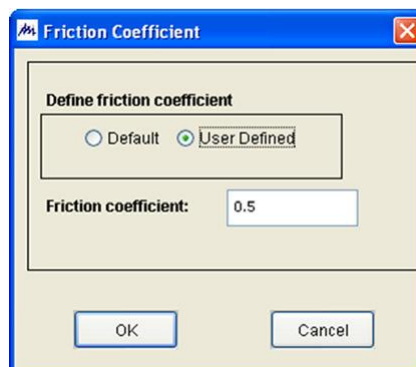 Friction Coefficient
Define friction coefficient
Default User Defined
Friction coefficient: 0.5
OK Cancel